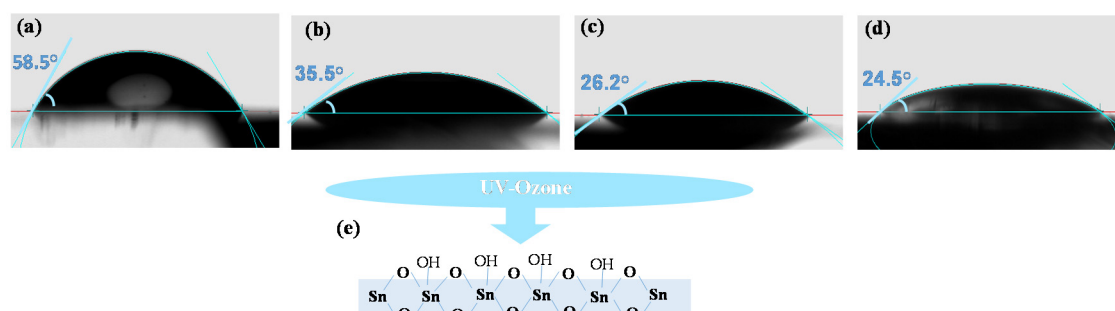 (a)
58.5°
(b)
35.5°
(c)
26.2°
(d)
24.5°
UV-Ozone
(e)
OH OH OH OH
O O O O O
Sn Sn Sn Sn Sn Sn
O O O O O